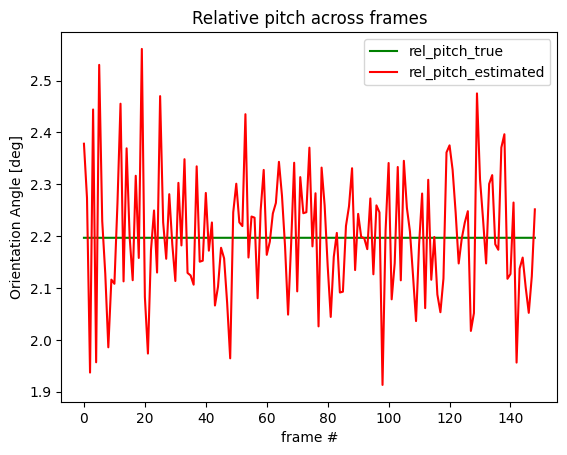 Relative pitch across frames
rel_pitch_true
rel_pitch_estimated
Orientation Angle [deg]
2.5
2.4
2.3
2.2
2.1
2.0
1.9
0 20 40 60 80 100 120 140
frame #